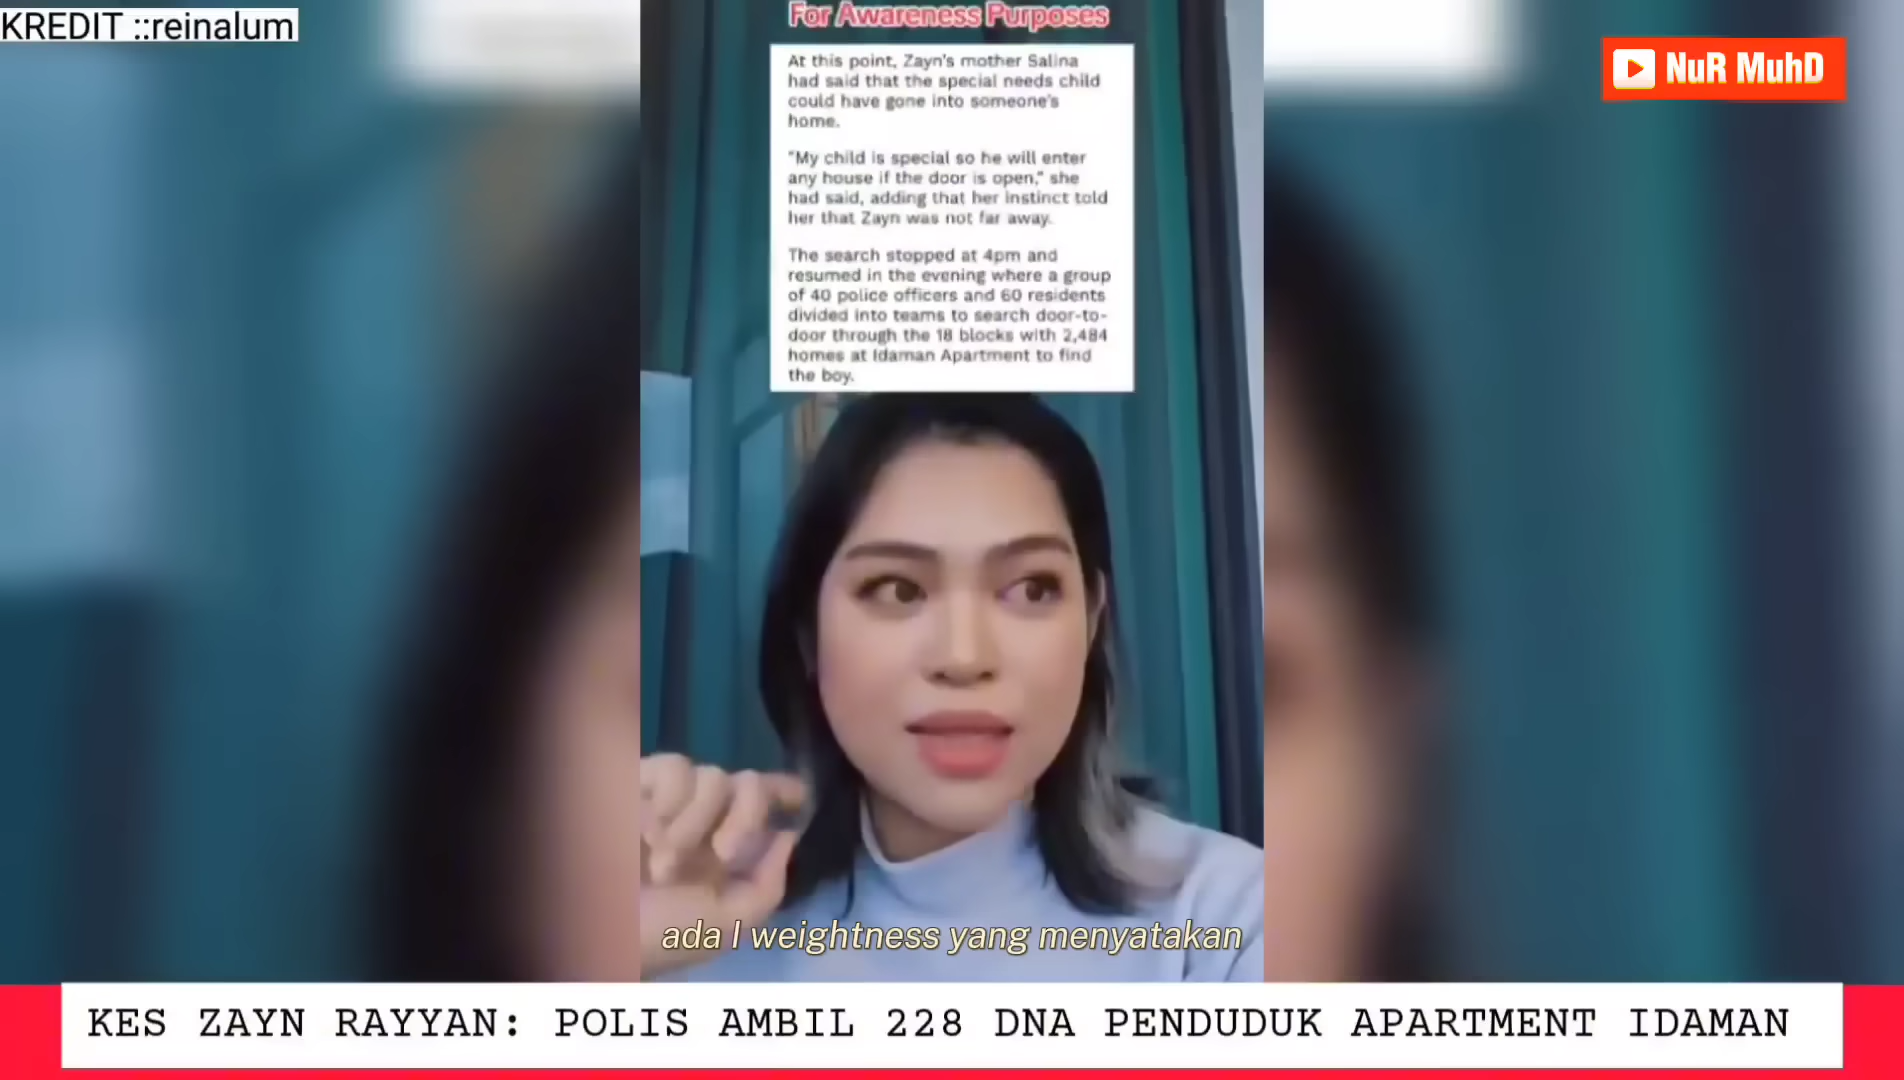 KREDIT ::reinalum
For Awareness Purposes
NuR MuhD
At this point, Zayn's mother Salina
had said that the special needs child
could have gone into someone's
home.
"My child is special so he will enter
any house if the door is open," she
had said, adding that her instinct told
her that Zayn was not far away.
The search stopped at 4pm and
resumed in the evening where a group
of 40 police officers and 60 residents
divided into teams to search door-to-
door through the 18 blocks with 2,484
homes at Idaman Apartment to find
the boy.
ada I weightness yang menyatakan
KES ZAYN RAYYAN: POLIS AMBIL 228 DNA PENDUDUK APARTMENT IDAMAN